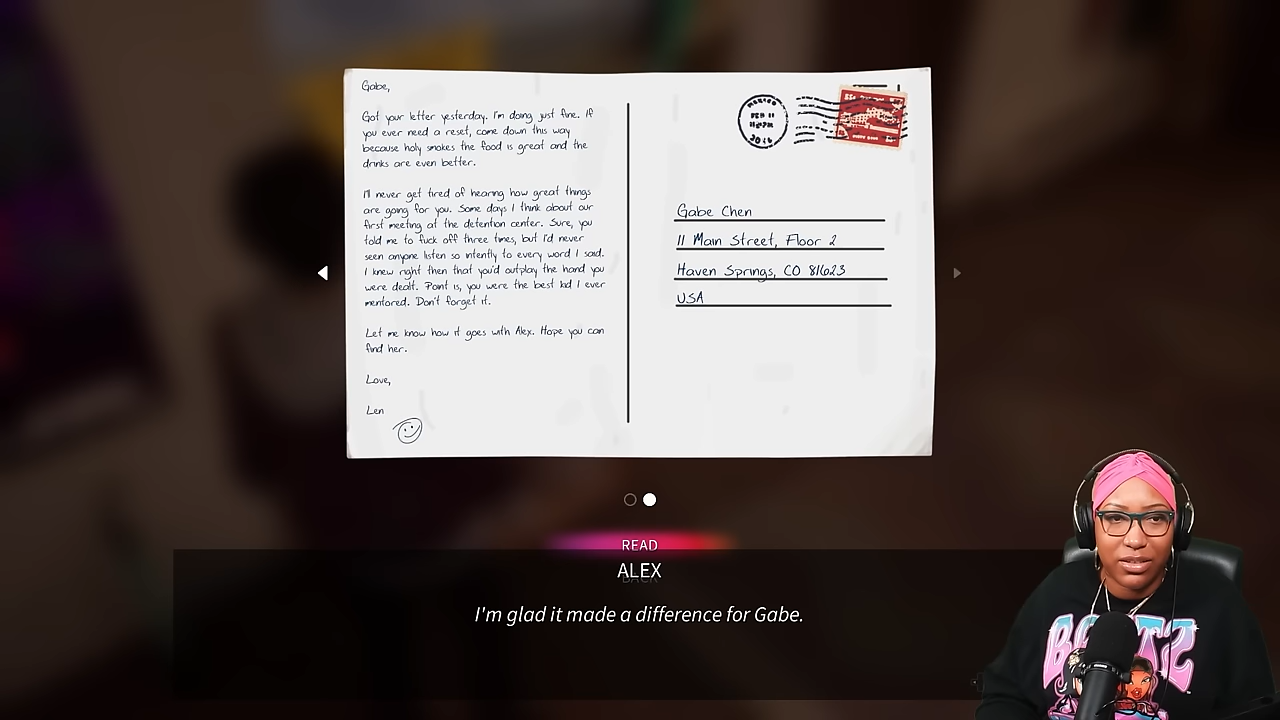 Gabe,
Got your letter yesterday. I'm doing just fine. If
you ever need a reset, come down this way
because holy smokes the food is great and the
drinks are even better.
I'll never get tired of hearing how great things
are going for you. Some days I think about our
first meeting at the detention center. Sure, you
told me to fuck off three times, but I'd never
seen anyone listen so intently to every word I said.
I knew right then that you'd outplay the hand you
were dealt. Point is, you were the best kid I ever
mentored. Don't forget it.
Let me know how it goes with Alex. Hope you can
find her.
Love,
Len
MEXICO
FEB 11
Gabe Chen
11 Main Street, Floor 2
Haven Springs, CO 81623
USA
READ
ALEX
BACK
I'm glad it made a difference for Gabe.